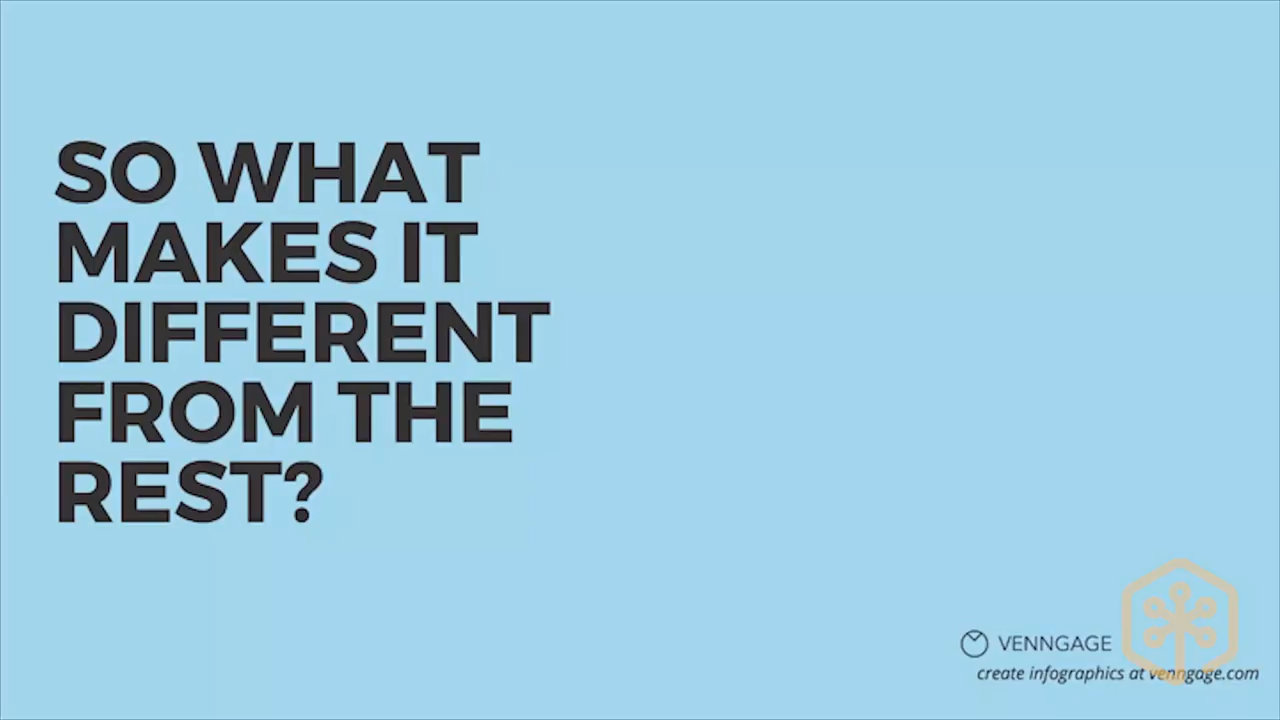 SO WHAT
MAKES IT
DIFFERENT
FROM THE
REST?
VENNGAGE
create infographics at venngage.com